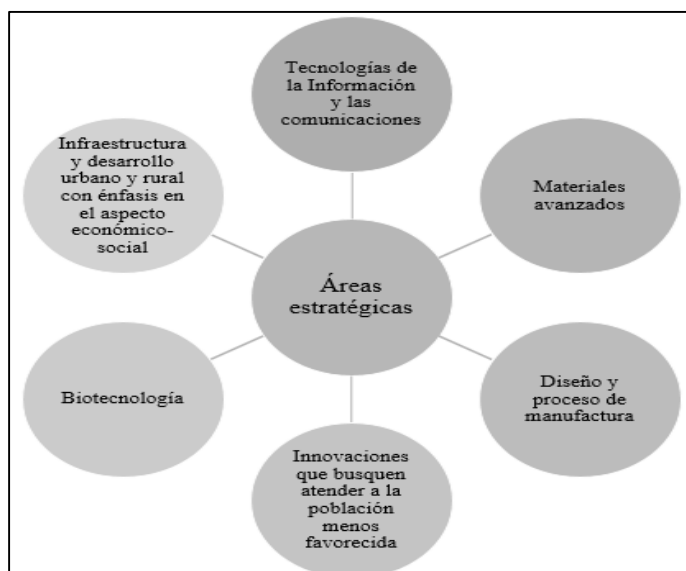 Tecnologías de
la Información
y las
comunicaciones
Infraestructura
y desarrollo
urbano y rural
con énfasis en
el aspecto
económico-
social
Materiales
avanzados
Áreas
estratégicas
Biotecnología
Diseño y
proceso de
manufactura
Innovaciones
que busquen
atender a la
población
menos
favorecida